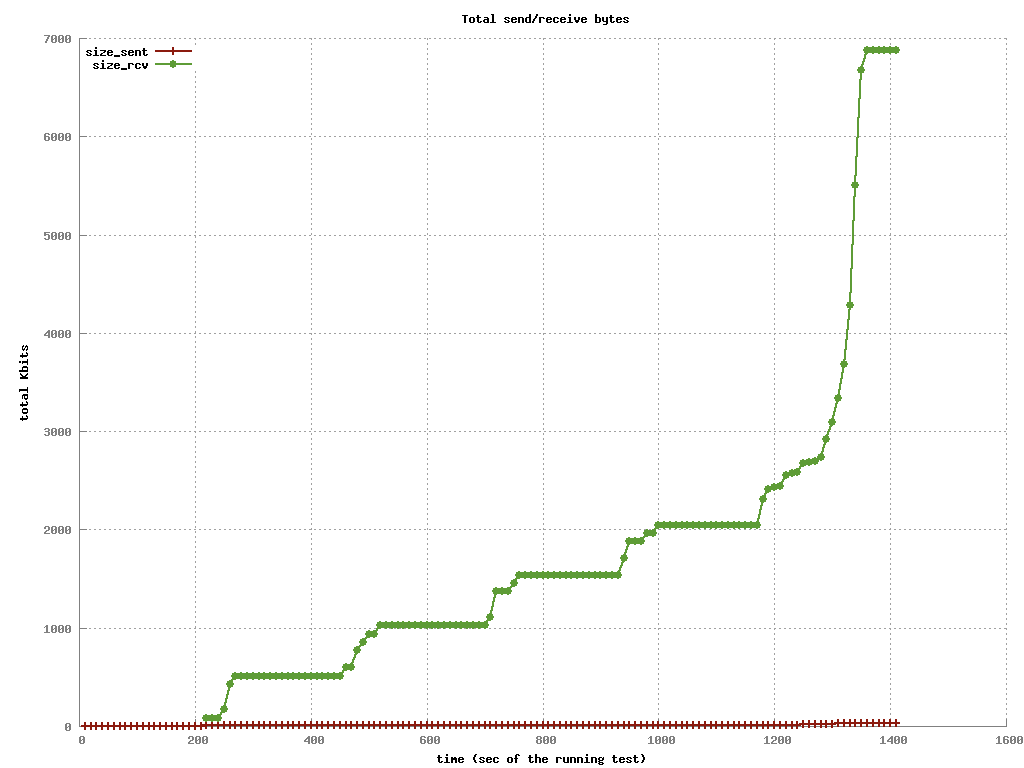 Total send/receive bytes
size_sent
size_rcv
7000
6000
5000
4000
3000
2000
1000
0
total Kbits
0 200 400 600 800 1000 1200 1400 1600
time (sec of the running test)